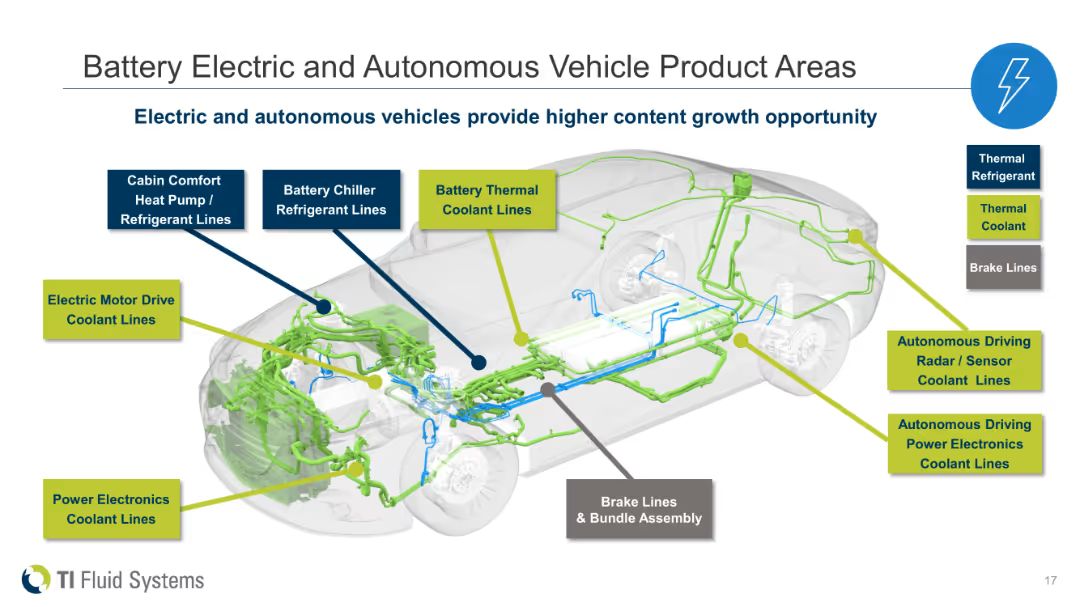 Battery Electric and Autonomous Vehicle Product Areas
Electric and autonomous vehicles provide higher content growth opportunity
Thermal
Refrigerant
Thermal
Coolant
Brake Lines
Cabin Comfort
Heat Pump /
Refrigerant Lines
Battery Chiller
Refrigerant Lines
Battery Thermal
Coolant Lines
Electric Motor Drive
Coolant Lines
Autonomous Driving
Radar / Sensor
Coolant Lines
Autonomous Driving
Power Electronics
Coolant Lines
Power Electronics
Coolant Lines
Brake Lines
& Bundle Assembly
TI Fluid Systems
17